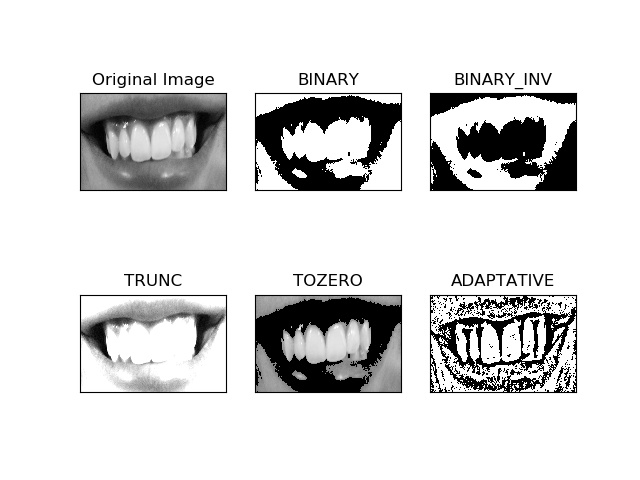 Original Image
BINARY
BINARY_INV
TRUNC
TOZERO
ADAPTATIVE